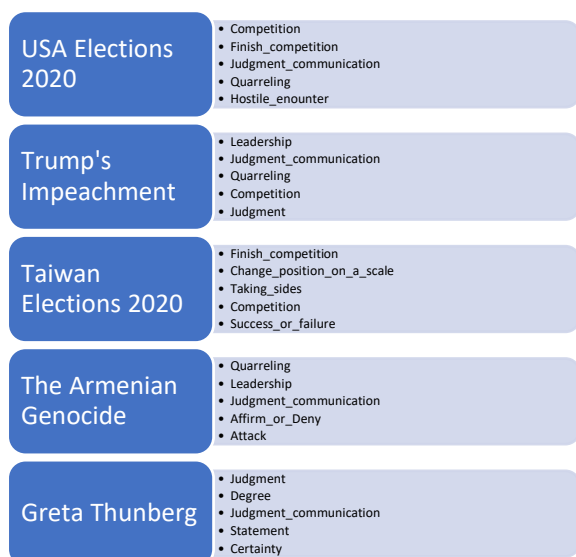 USA Elections
2020
• Competition
• Finish_competition
• Judgment_communication
• Quarreling
• Hostile_enounter
Trump's
Impeachment
• Leadership
• Judgment_communication
• Quarreling
• Competition
• Judgment
Taiwan
Elections 2020
• Finish_competition
• Change_position_on_a_scale
• Taking_sides
• Competition
• Success_or_failure
The Armenian
Genocide
• Quarreling
• Leadership
• Judgment_communication
• Affirm_or_Deny
• Attack
Greta Thunberg
• Judgment
• Degree
• Judgment_communication
• Statement
• Certainty